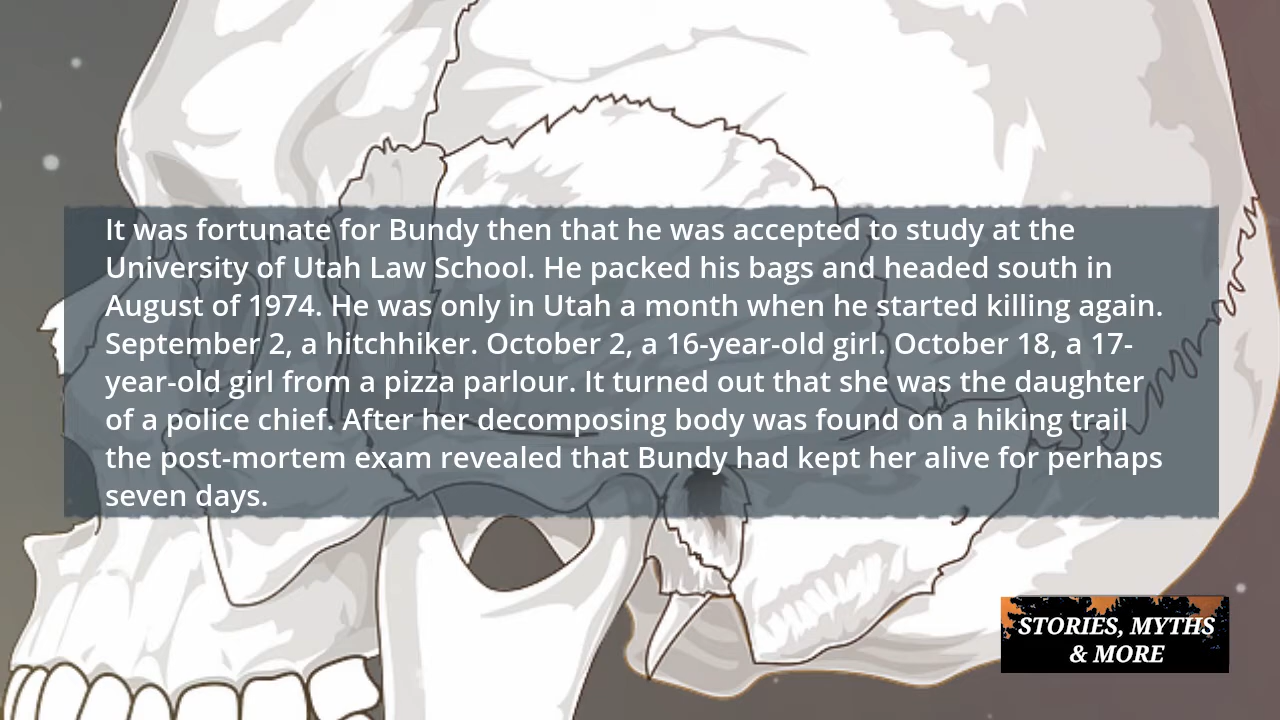 It was fortunate for Bundy then that he was accepted to study at the
University of Utah Law School. He packed his bags and headed south in
August of 1974. He was only in Utah a month when he started killing again.
September 2, a hitchhiker. October 2, a 16-year-old girl. October 18, a 17-
year-old girl from a pizza parlour. It turned out that she was the daughter
of a police chief. After her decomposing body was found on a hiking trail
the post-mortem exam revealed that Bundy had kept her alive for perhaps
seven days.
STORIES, MYTHS
& MORE